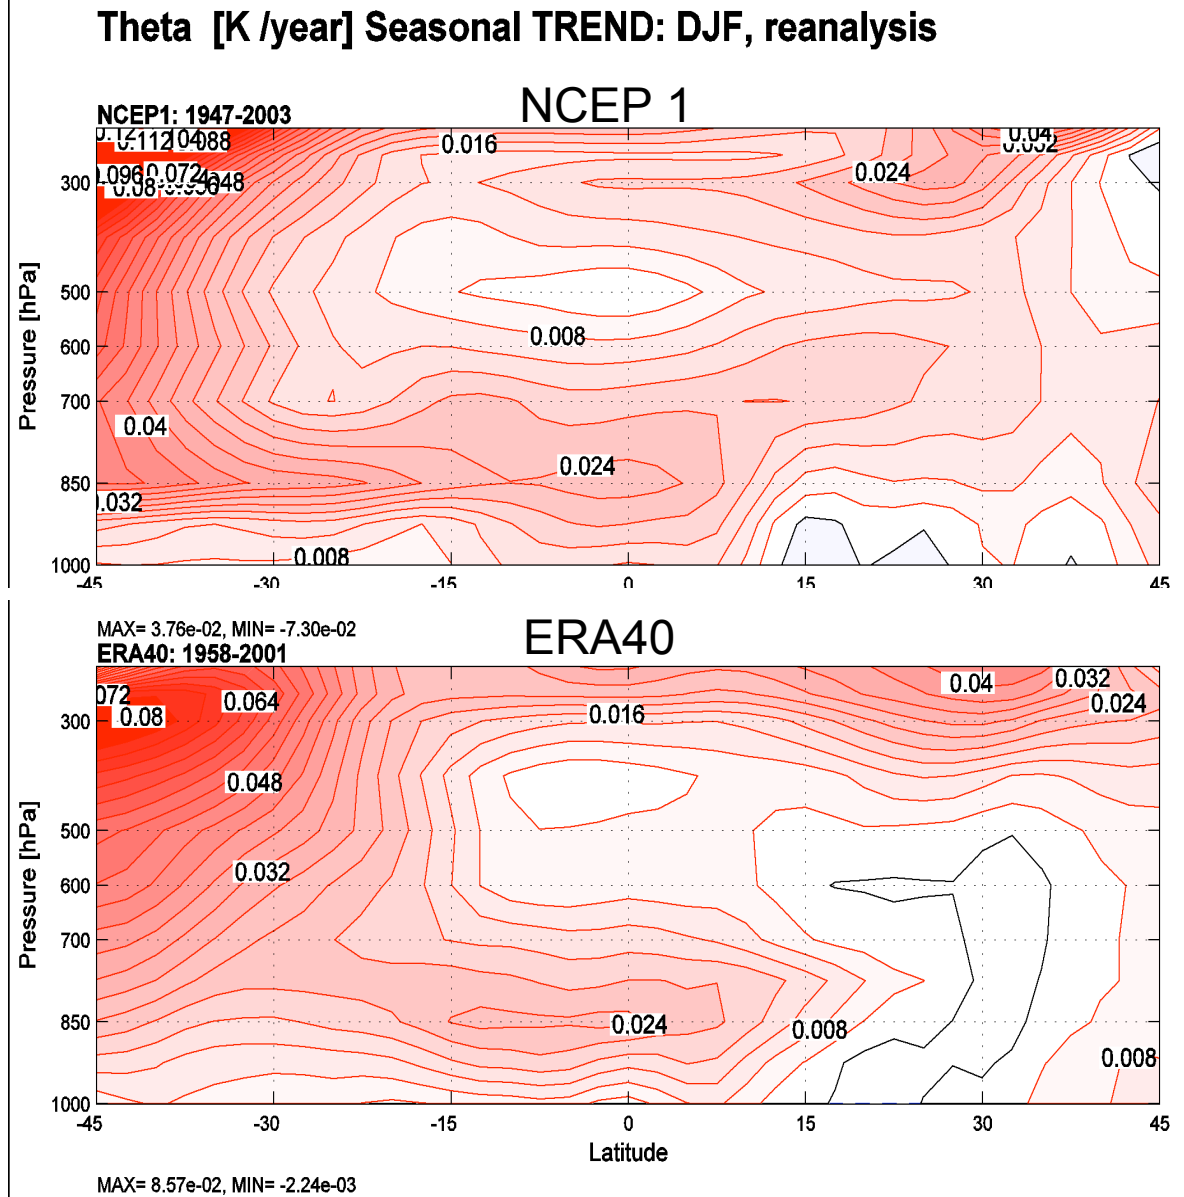 Theta [K /year] Seasonal TREND: DJF, reanalysis
NCEP 1
NCEP1: 1947-2003
0.04
0.016
0.024
300
0.08
500
0.008
600
700
0.04
0.024
850
0.032
0.008
1000
-45 -30 -15 0 15 30 45
Pressure [hPa]
MAX= 3.76e-02, MIN= -7.30e-02
ERA40
ERA40: 1958-2001
0.04
0.032
0.064
0.024
0.08
0.016
300
0.048
500
0.032
600
700
0.024
850
0.008
0.008
1000
-45 -30 -15 0 15 30 45
Pressure [hPa]
Latitude
MAX= 8.57e-02, MIN= -2.24e-03